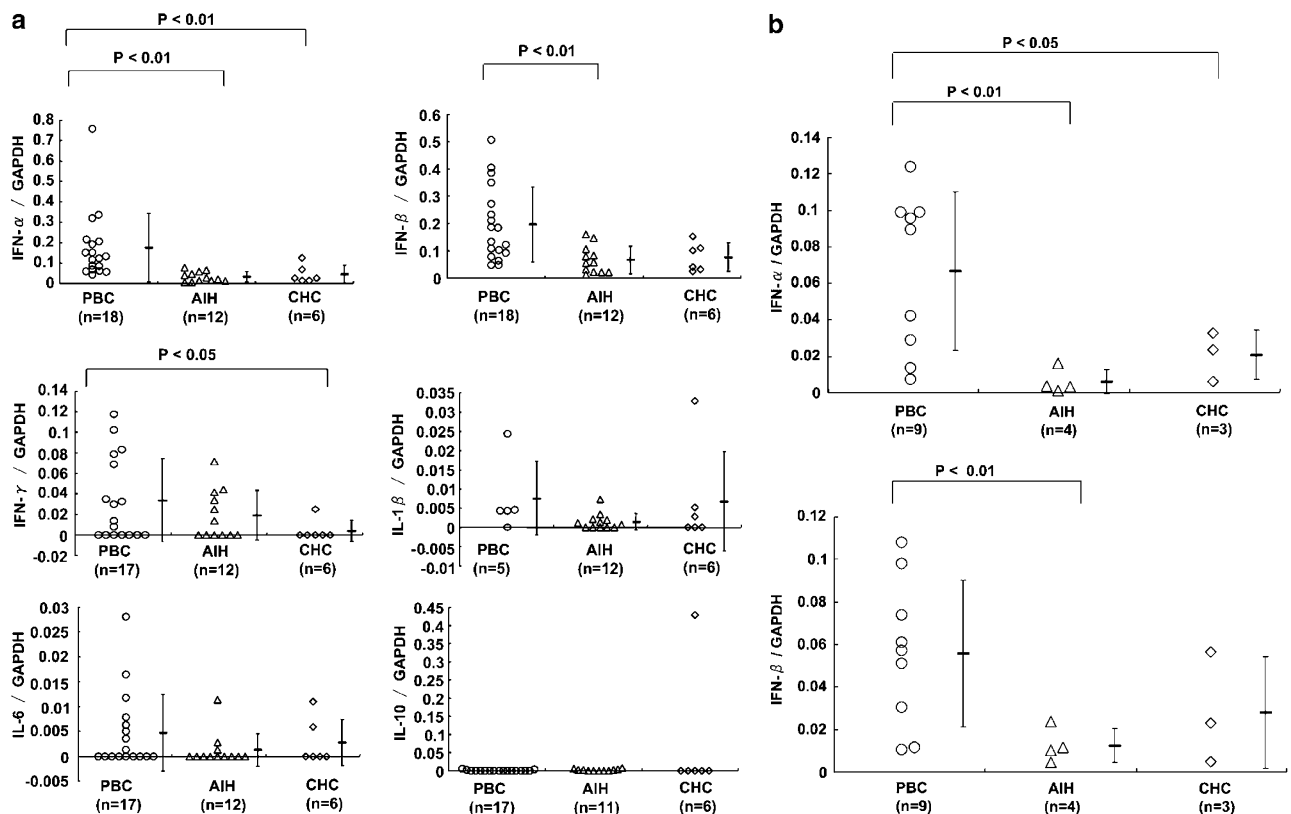 a
P < 0.01
P < 0.01
IFN-α / GAPDH
0.8
0.7
0.6
0.5
0.4
0.3
0.2
0.1
0
PBC AIH CHC
(n=18) (n=12) (n=6)
P < 0.01
IFN-β / GAPDH
0.6
0.5
0.4
0.3
0.2
0.1
0
PBC AIH CHC
(n=18) (n=12) (n=6)
P < 0.05
IFN-γ / GAPDH
0.14
0.12
0.1
0.08
0.06
0.04
0.02
0
-0.02
PBC AIH CHC
(n=17) (n=12) (n=6)
IL-1β / GAPDH
0.035
0.03
0.025
0.02
0.015
0.01
0.005
0
-0.005
-0.01
PBC AIH CHC
(n=5) (n=12) (n=6)
IL-6 / GAPDH
0.03
0.025
0.02
0.015
0.01
0.005
0
-0.005
PBC AIH CHC
(n=17) (n=12) (n=6)
IL-10 / GAPDH
0.45
0.4
0.35
0.3
0.25
0.2
0.15
0.1
0.05
0
PBC AIH CHC
(n=17) (n=11) (n=6)
b
P < 0.05
P < 0.01
IFN-α / GAPDH
0.14
0.12
0.1
0.08
0.06
0.04
0.02
0
PBC AIH CHC
(n=9) (n=4) (n=3)
P < 0.01
IFN-β / GAPDH
0.12
0.1
0.08
0.06
0.04
0.02
0
PBC AIH CHC
(n=9) (n=4) (n=3)